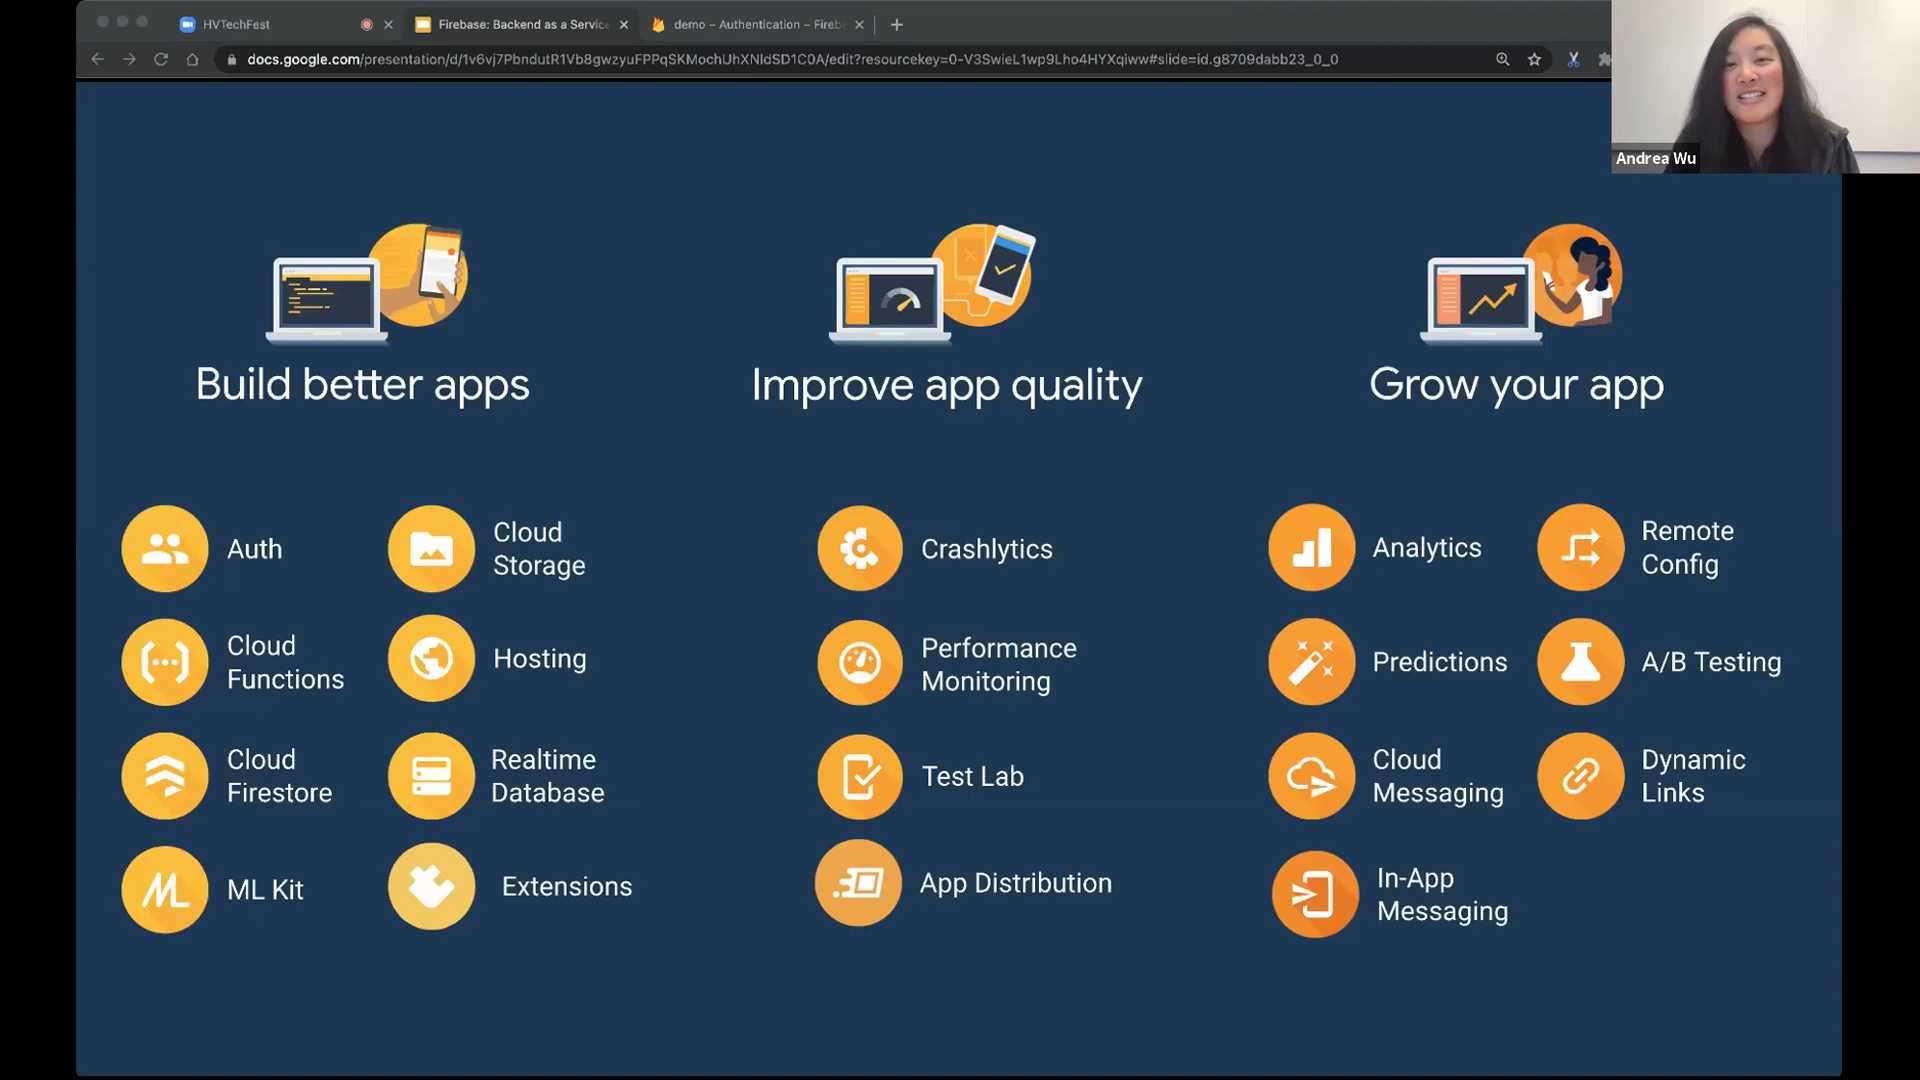 HVTechFest
Firebase: Backend as a Servic
demo – Authentication – Fireb
docs.google.com/presentation/d/1v6vj7PbndutR1Vb8gwzyuFPPqSKMochUhXNldSD1C0A/edit?resourcekey=0-V3SwieL1wp9Lho4HYXqiww#slide=id.g8709dabb23_0_0
Andrea Wu
Build better apps
Improve app quality
Grow your app
Auth
Cloud
Storage
Cloud
Functions
Hosting
Cloud
Firestore
Realtime
Database
ML Kit
Extensions
Crashlytics
Performance
Monitoring
Test Lab
App Distribution
Analytics
Remote
Config
Predictions
A/B Testing
Cloud
Messaging
Dynamic
Links
In-App
Messaging